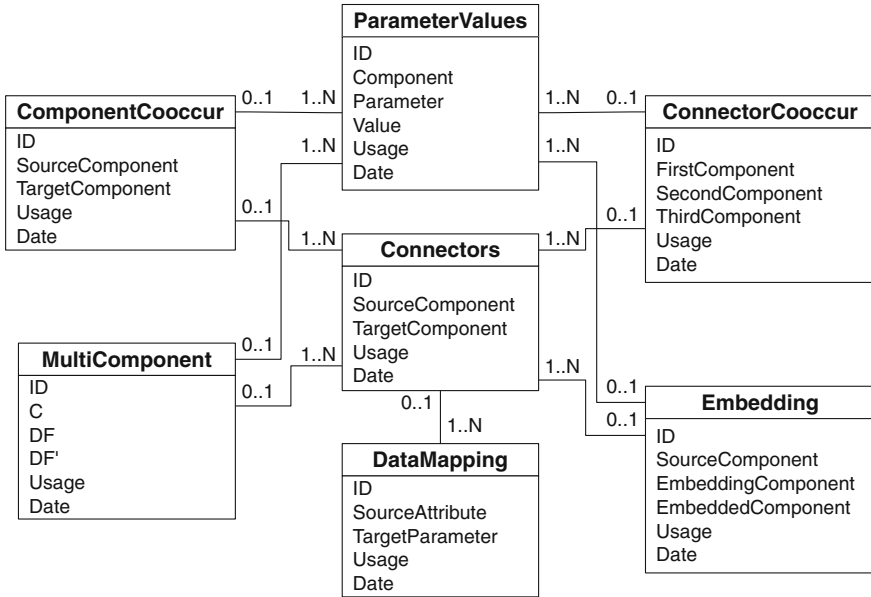 ParameterValues
ID
Component
Parameter
Value
Usage
Date
0..1
1..N
1..N
0..1
ComponentCooccur
ID
SourceComponent
TargetComponent
Usage
Date
1..N
1..N
ConnectorCooccur
ID
FirstComponent
SecondComponent
ThirdComponent
Usage
Date
0..1
1..N
1..N
0..1
Connectors
ID
SourceComponent
TargetComponent
Usage
Date
MultiComponent
ID
C
DF
DF'
Usage
Date
0..1
0..1
1..N
1..N
0..1
0..1
0..1
1..N
Embedding
ID
SourceComponent
EmbeddingComponent
EmbeddedComponent
Usage
Date
DataMapping
ID
SourceAttribute
TargetParameter
Usage
Date